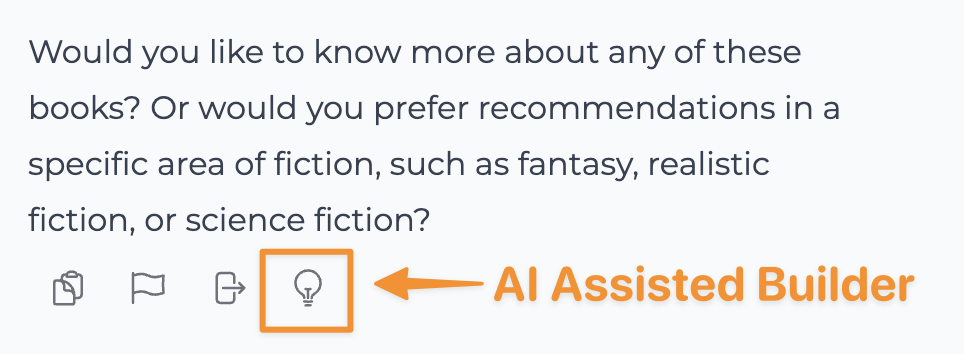 Would you like to know more about any of these
books? Or would you prefer recommendations in a
specific area of fiction, such as fantasy, realistic
fiction, or science fiction?
AI Assisted Builder